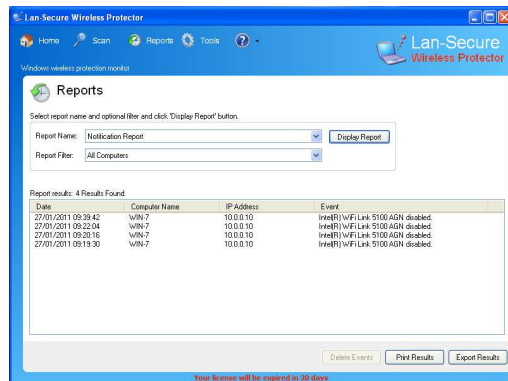 Lan-Secure Wireless Protector
Home Scan Reports Tools ?
Lan-Secure
Wireless Protector
Windows wireless protection monitor
Reports
Select report name and optional filter and click 'Display Report' button.
Report Name: Notification Report Display Report
Report Filter: All Computers
Report results: 4 Results Found.
Date Computer Name IP Address Event
27/01/2011 09:39:42 WIN-7 10.0.0.10 Intel(R) WiFi Link 5100 AGN disabled.
27/01/2011 09:22:04 WIN-7 10.0.0.10 Intel(R) WiFi Link 5100 AGN disabled.
27/01/2011 09:20:16 WIN-7 10.0.0.10 Intel(R) WiFi Link 5100 AGN disabled.
27/01/2011 09:19:30 WIN-7 10.0.0.10 Intel(R) WiFi Link 5100 AGN disabled.
Delete Events Print Results Export Results
Your license will be expired in 30 days